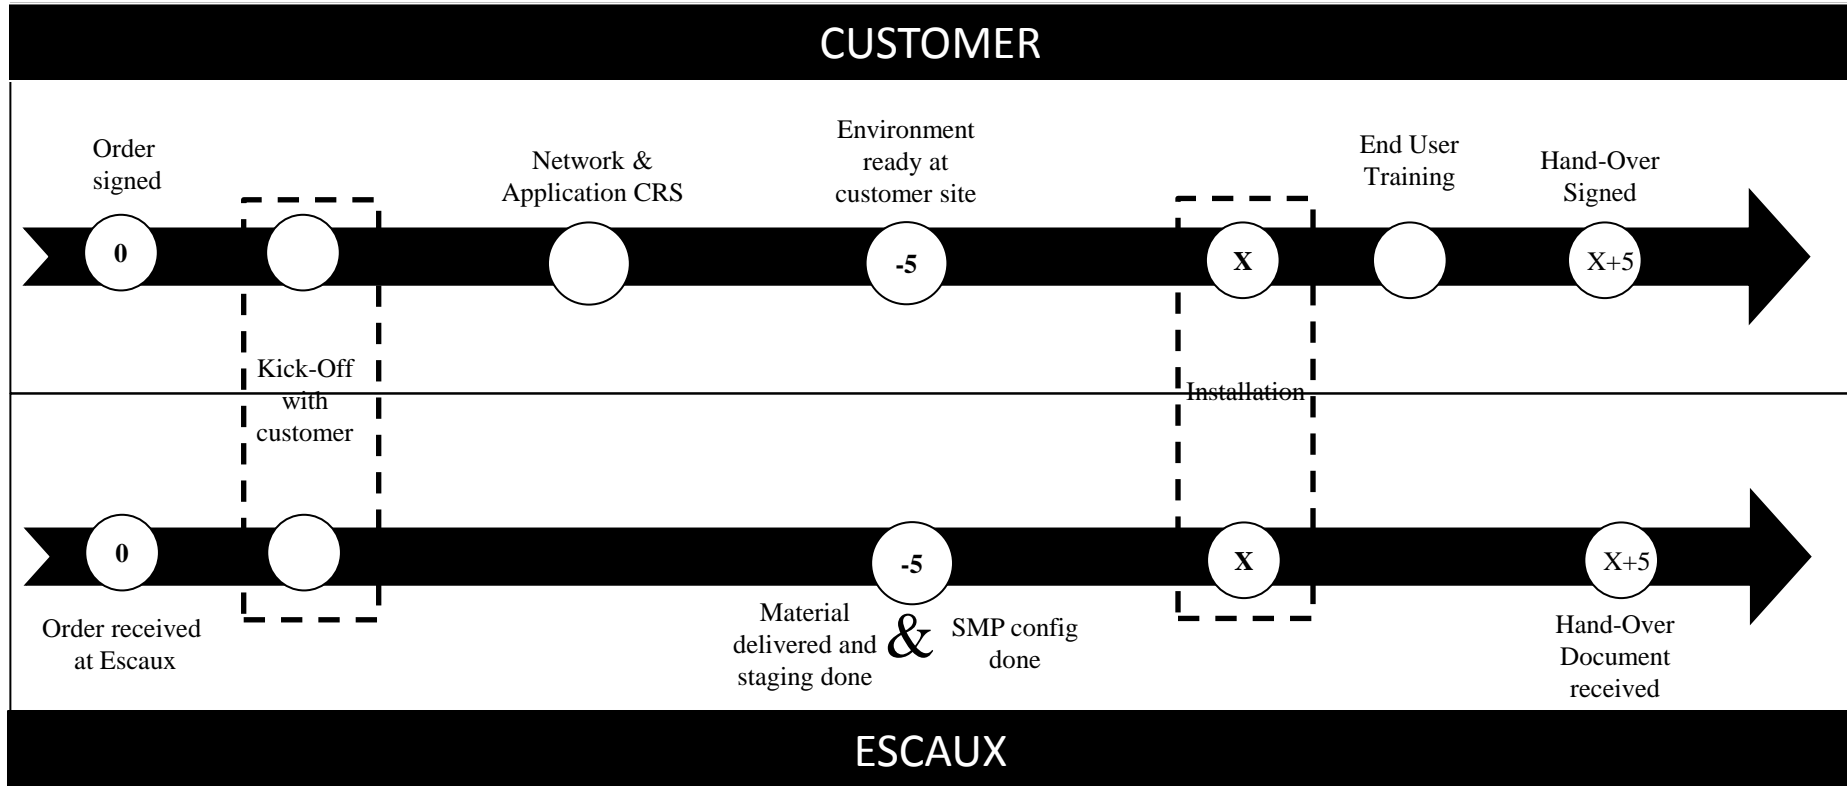 CUSTOMER
Order
signed
Network &
Application CRS
Environment
ready at
customer site
End User
Training
Hand-Over
Signed
0
-5
X
X+5
Kick-Off
with
customer
Installation
0
-5
X
X+5
Order received
at Escaux
Material
delivered and
staging done
&
SMP config
done
Hand-Over
Document
received
ESCAUX